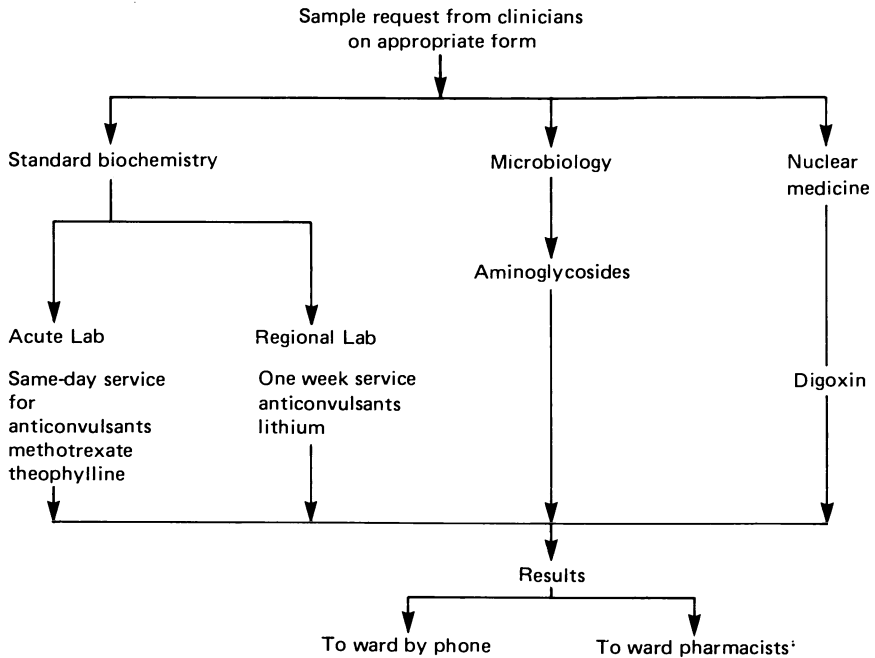 Sample request from clinicians
on appropriate form
Standard biochemistry
Microbiology
Nuclear
medicine
Aminoglycosides
Acute Lab
Same-day service
for
anticonvulsants
methotrexate
theophylline
Regional Lab
One week service
anticonvulsants
lithium
Digoxin
Results
To ward by phone
To ward pharmacists